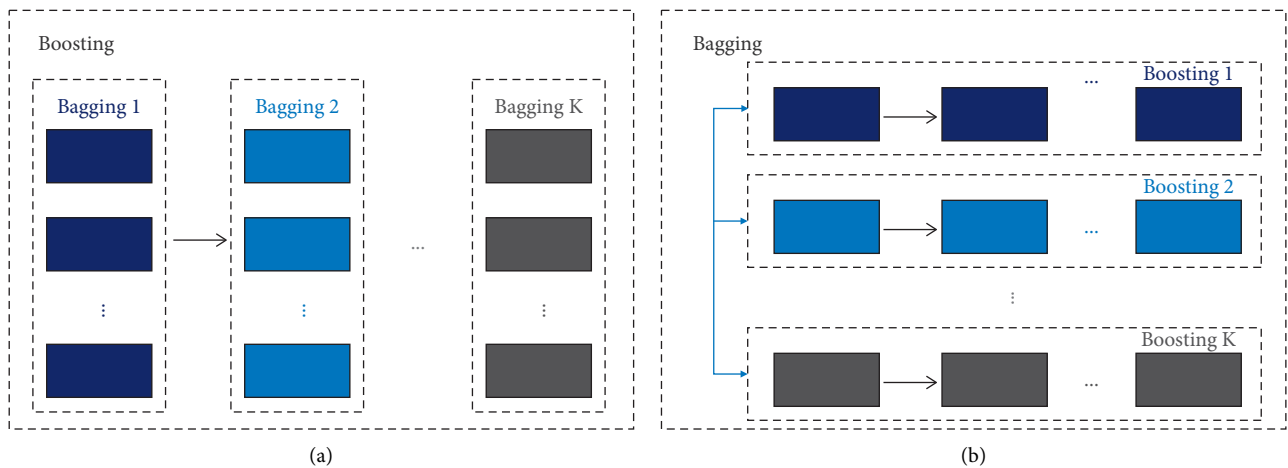 Boosting
Bagging 1
Bagging 2
Bagging K
...
...
...
...
(a)
Bagging
...
Boosting 1
Boosting 2
...
...
Boosting K
...
(b)